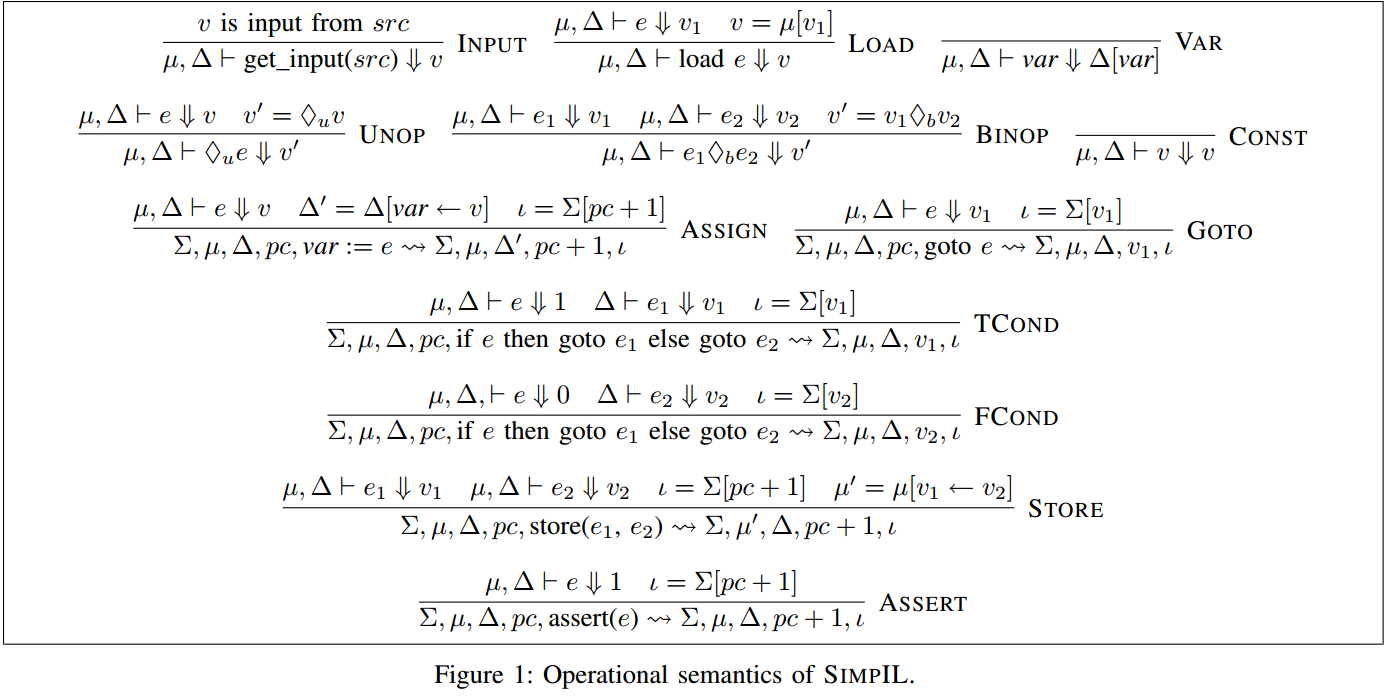 v is input from src
μ, Δ ⊢ get_input(src) ⇓ v INPUT
μ, Δ ⊢ e ⇓ v₁ v = μ[v₁]
μ, Δ ⊢ load e ⇓ v LOAD
μ, Δ ⊢ var ⇓ Δ[var] VAR
μ, Δ ⊢ e ⇓ v v′ = ◊ᵤv
μ, Δ ⊢ ◊ᵤe ⇓ v′ UNOP
μ, Δ ⊢ e₁ ⇓ v₁ μ, Δ ⊢ e₂ ⇓ v₂ v′ = v₁◊_b v₂
μ, Δ ⊢ e₁◊_b e₂ ⇓ v′ BINOP
μ, Δ ⊢ v ⇓ v CONST
μ, Δ ⊢ e ⇓ v Δ′ = Δ[var ← v] ι = Σ[pc + 1]
Σ, μ, Δ, pc, var := e ⇝ Σ, μ, Δ′, pc + 1, ι ASSIGN
μ, Δ ⊢ e ⇓ v₁ ι = Σ[v₁]
Σ, μ, Δ, pc, goto e ⇝ Σ, μ, Δ, v₁, ι GOTO
μ, Δ ⊢ e ⇓ 1 Δ ⊢ e₁ ⇓ v₁ ι = Σ[v₁]
Σ, μ, Δ, pc, if e then goto e₁ else goto e₂ ⇝ Σ, μ, Δ, v₁, ι TCOND
μ, Δ, ⊢ e ⇓ 0 Δ ⊢ e₂ ⇓ v₂ ι = Σ[v₂]
Σ, μ, Δ, pc, if e then goto e₁ else goto e₂ ⇝ Σ, μ, Δ, v₂, ι FCOND
μ, Δ ⊢ e₁ ⇓ v₁ μ, Δ ⊢ e₂ ⇓ v₂ ι = Σ[pc + 1] μ′ = μ[v₁ ← v₂]
Σ, μ, Δ, pc, store(e₁, e₂) ⇝ Σ, μ′, Δ, pc + 1, ι STORE
μ, Δ ⊢ e ⇓ 1 ι = Σ[pc + 1]
Σ, μ, Δ, pc, assert(e) ⇝ Σ, μ, Δ, pc + 1, ι ASSERT
Figure 1: Operational semantics of SIMPIL.